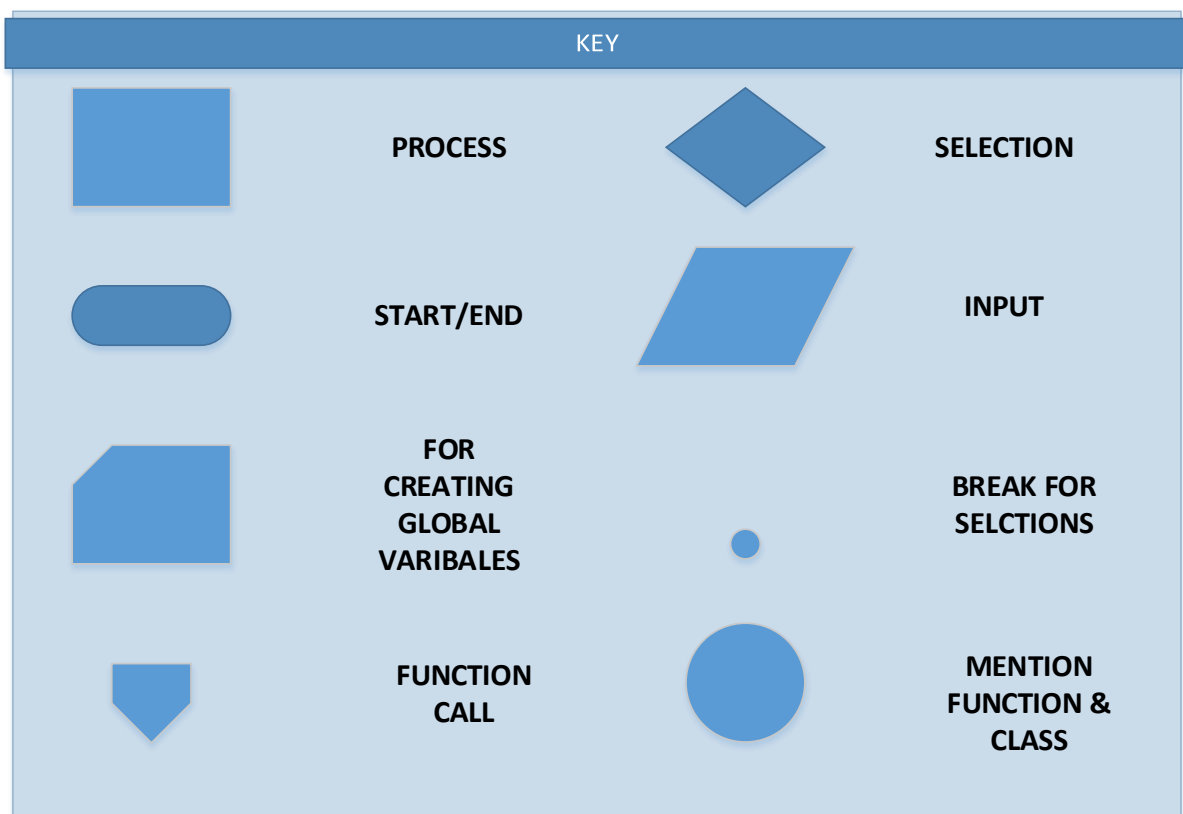 KEY
PROCESS
SELECTION
START/END
INPUT
FOR
CREATING
GLOBAL
VARIBALES
BREAK FOR
SELCTIONS
FUNCTION
CALL
MENTION
FUNCTION &
CLASS